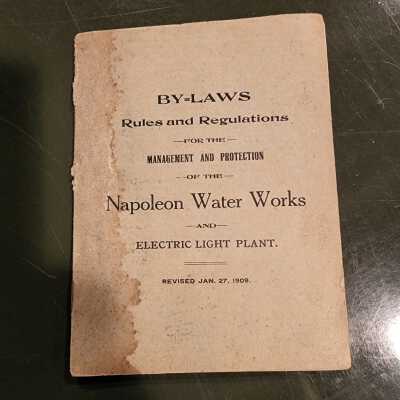 BY=LAWS
Rules and Regulations
—FOR THE—
MANAGEMENT AND PROTECTION
—OF THE—
Napoleon Water Works
—AND—
ELECTRIC LIGHT PLANT.
REVISED JAN. 27, 1909.